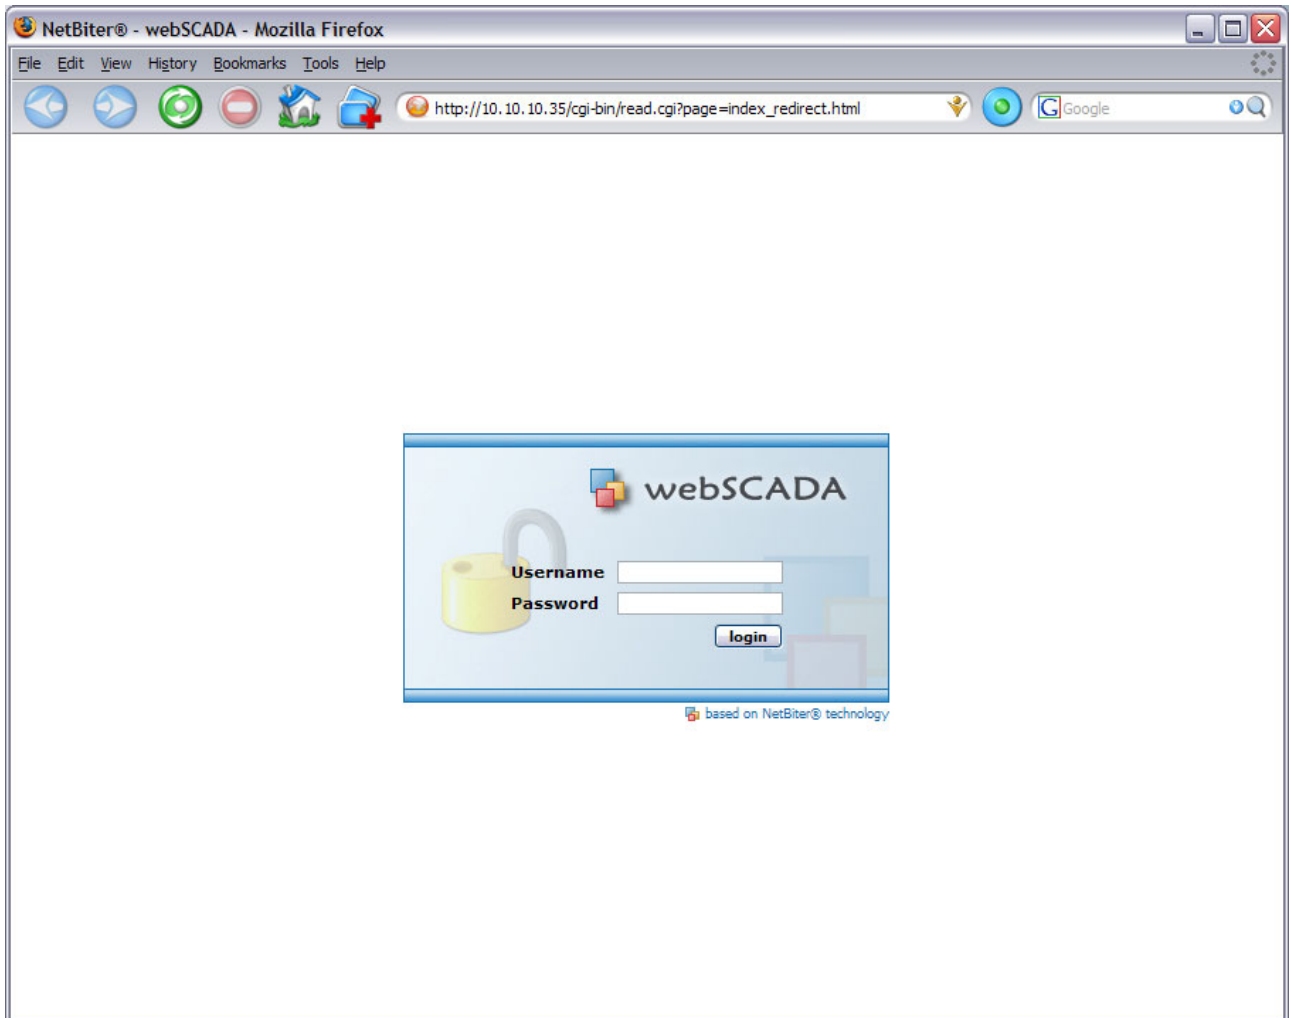 NetBiter® - webSCADA - Mozilla Firefox
File Edit View History Bookmarks Tools Help
http://10.10.10.35/cgi-bin/read.cgi?page=index_redirect.html
G Google
webSCADA
Username
Password
login
based on NetBiter® technology